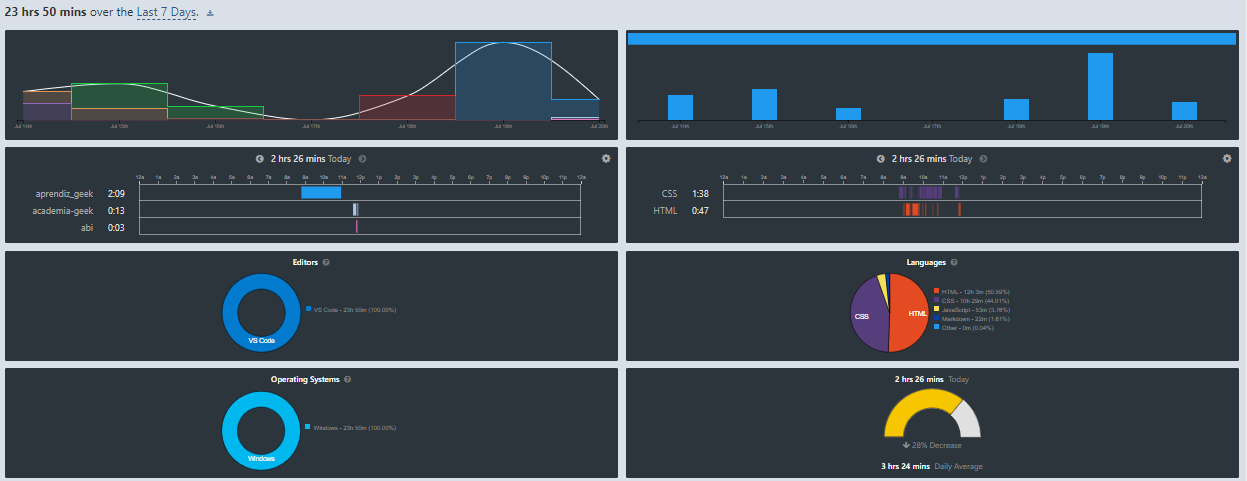 23 hrs 50 mins over the Last 7 Days.
Jul 14th Jul 15th Jul 16th Jul 17th Jul 18th Jul 19th Jul 20th
Jul 14th Jul 15th Jul 16th Jul 17th Jul 18th Jul 19th Jul 20th
2 hrs 26 mins Today
12a 1a 2a 3a 4a 5a 6a 7a 8a 9a 10a 11a 12p 1p 2p 3p 4p 5p 6p 7p 8p 9p 10p 11p 12a
aprendiz_geek 2:09
academia-geek 0:13
abi 0:03
2 hrs 26 mins Today
12a 1a 2a 3a 4a 5a 6a 7a 8a 9a 10a 11a 12p 1p 2p 3p 4p 5p 6p 7p 8p 9p 10p 11p 12a
CSS 1:38
HTML 0:47
Editors
VS Code - 23h 50m (100.00%)
VS Code
Languages
HTML - 12h 3m (50.59%)
CSS - 10h 29m (44.01%)
JavaScript - 53m (3.76%)
Markdown - 22m (1.61%)
Other - 0m (0.04%)
CSS
HTML
Operating Systems
Windows - 23h 50m (100.00%)
Windows
2 hrs 26 mins Today
28% Decrease
3 hrs 24 mins Daily Average